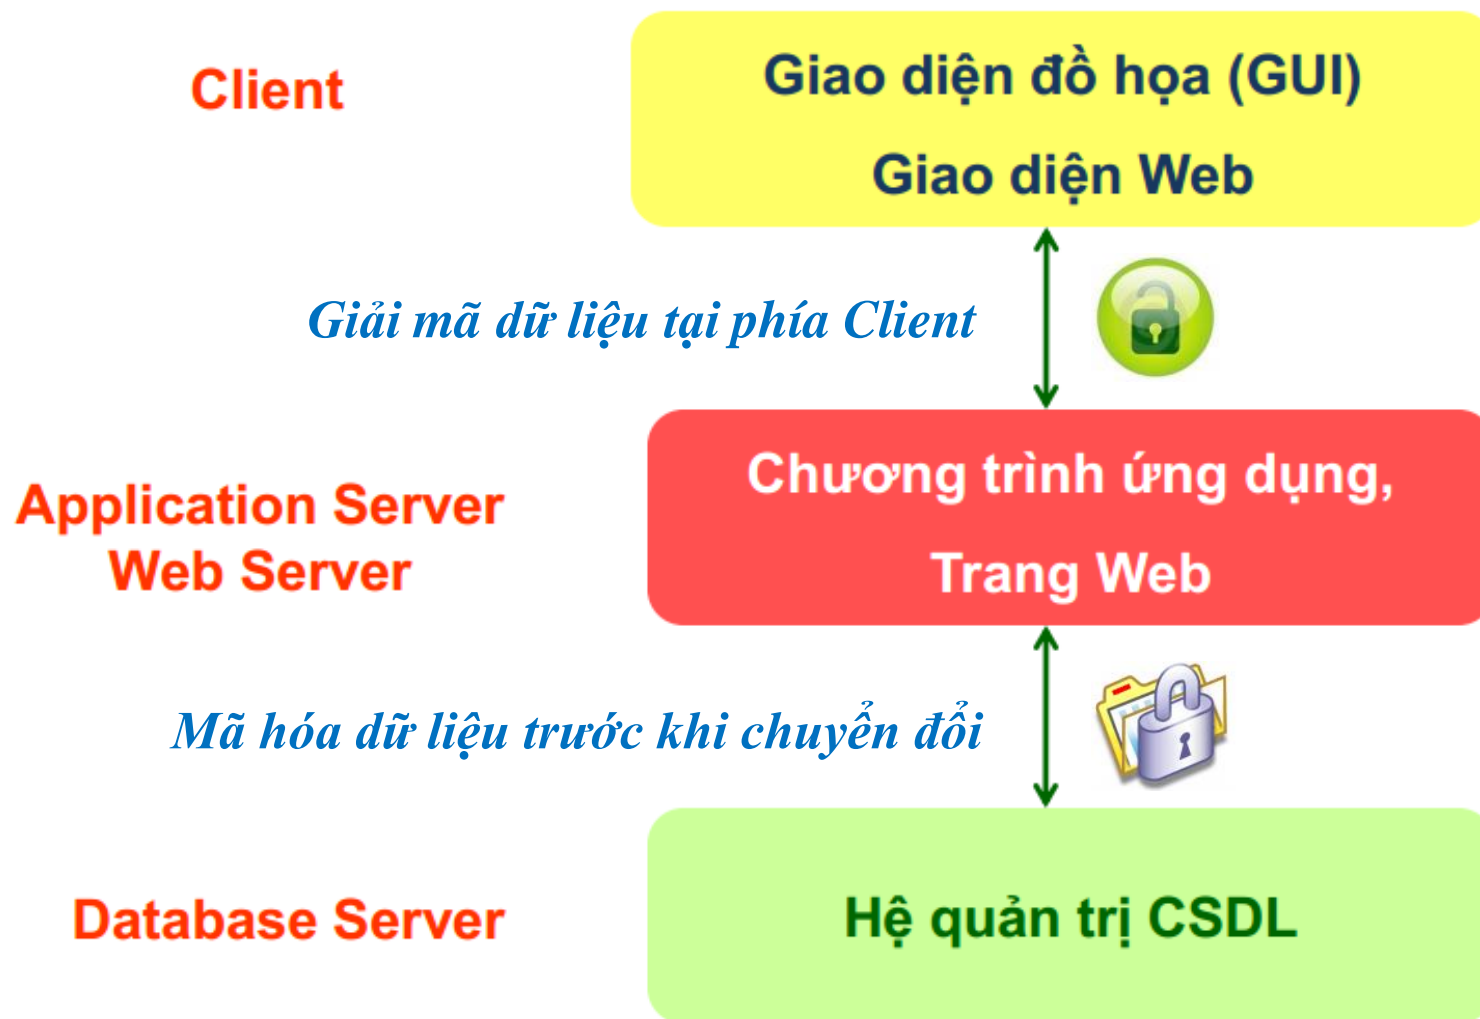 Client
Giao diện đồ họa (GUI)
Giao diện Web
Giải mã dữ liệu tại phía Client
Application Server
Web Server
Chương trình ứng dụng,
Trang Web
Mã hóa dữ liệu trước khi chuyển đổi
Database Server
Hệ quản trị CSDL